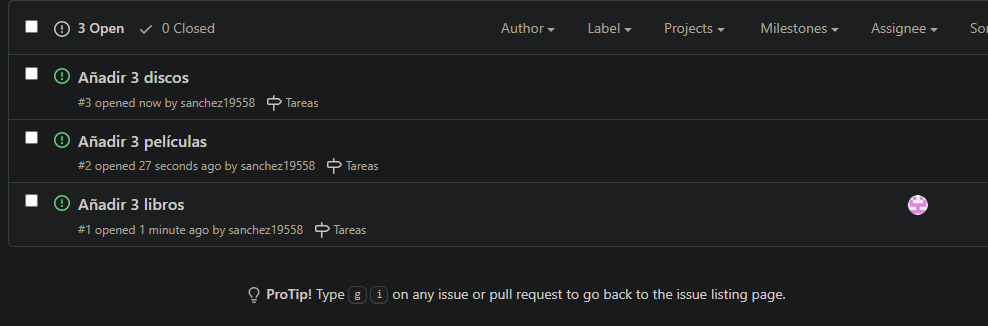 3 Open 0 Closed Author Label Projects Milestones Assignee
Añadir 3 discos
#3 opened now by sanchez19558 Tareas
Añadir 3 películas
#2 opened 27 seconds ago by sanchez19558 Tareas
Añadir 3 libros
#1 opened 1 minute ago by sanchez19558 Tareas
ProTip! Type g i on any issue or pull request to go back to the issue listing page.